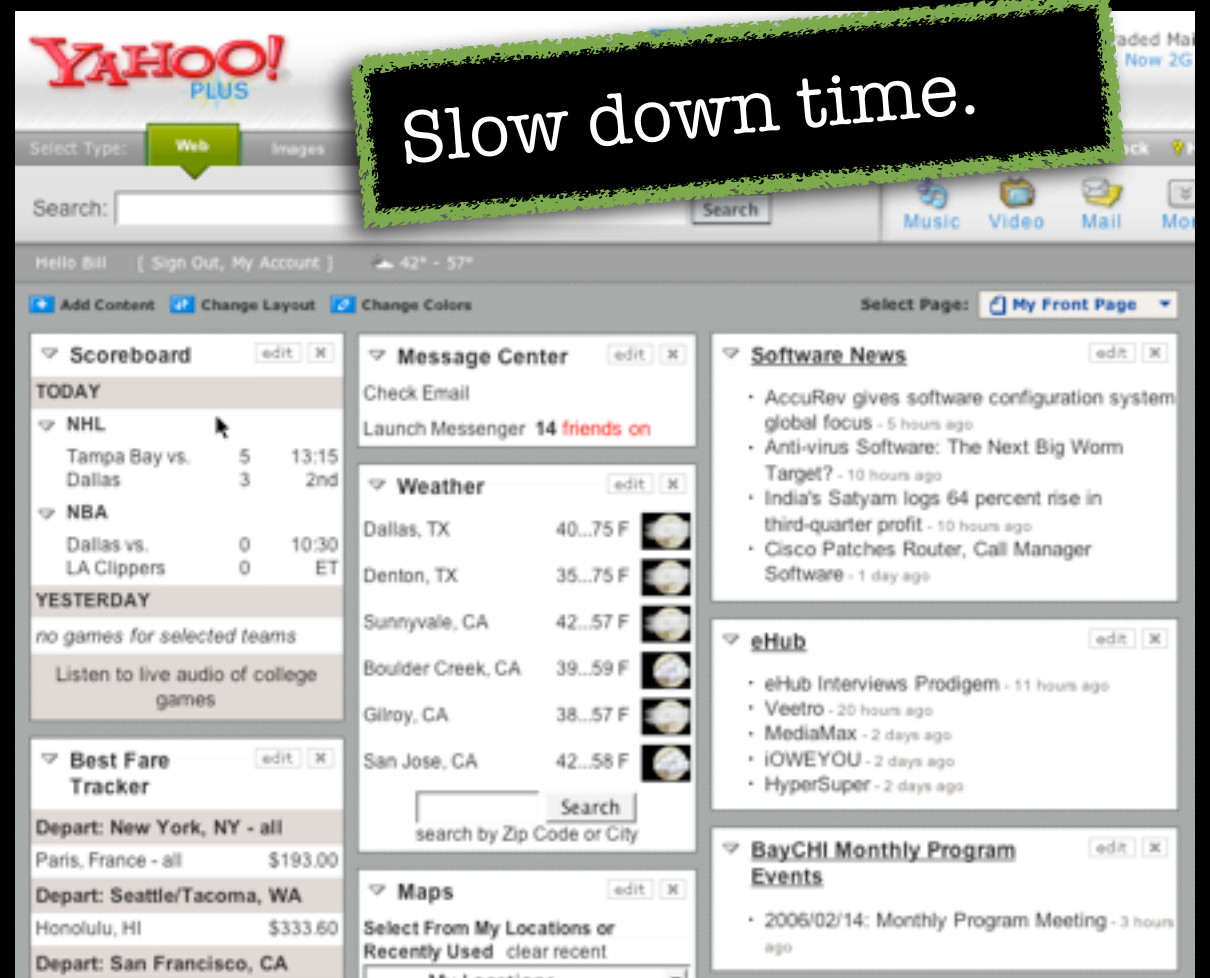 YAHOO!
PLUS
Slow down time.
Now 2G
Select Type: Web Images
Search: Search
Music Video Mail
Hello Bill [ Sign Out, My Account ] 42° - 57°
Add Content Change Layout Change Colors
Select Page: My Front Page
Scoreboard edit
TODAY
NHL
Tampa Bay vs. 5 13:15
Dallas 3 2nd
NBA
Dallas vs. 0 10:30
LA Clippers 0 ET
YESTERDAY
no games for selected teams
Listen to live audio of college
games
Best Fare edit
Tracker
Depart: New York, NY - all
Paris, France - all $193.00
Depart: Seattle/Tacoma, WA
Honolulu, HI $333.60
Depart: San Francisco, CA
Message Center edit
Check Email
Launch Messenger 14 friends on
Weather edit
Dallas, TX 40...75 F
Denton, TX 35...75 F
Sunnyvale, CA 42...57 F
Boulder Creek, CA 39...59 F
Gilroy, CA 38...57 F
San Jose, CA 42...58 F
Search
search by Zip Code or City
Maps edit
Select From My Locations or
Recently Used clear recent
Software News edit
· AccuRev gives software configuration system
global focus - 5 hours ago
· Anti-virus Software: The Next Big Worm
Target? - 10 hours ago
· India's Satyam logs 64 percent rise in
third-quarter profit - 10 hours ago
· Cisco Patches Router, Call Manager
Software - 1 day ago
eHub edit
· eHub Interviews Prodigem - 11 hours ago
· Veetro - 20 hours ago
· MediaMax - 2 days ago
· iOWEYOU - 2 days ago
· HyperSuper - 2 days ago
BayCHI Monthly Program edit
Events
· 2006/02/14: Monthly Program Meeting - 3 hours
ago